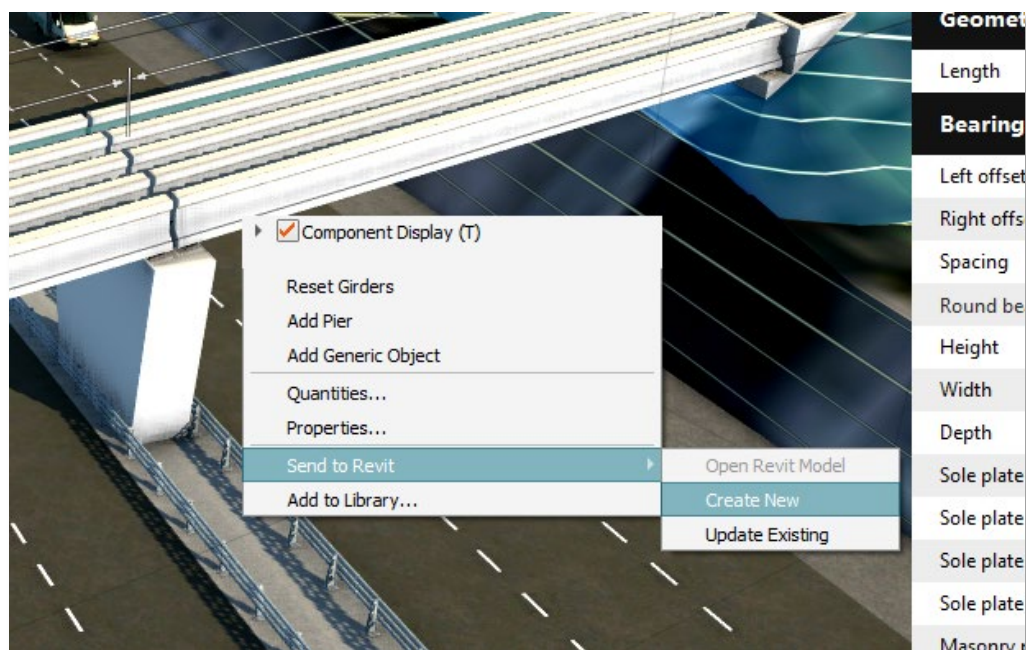 Component Display (T)
Reset Girders
Add Pier
Add Generic Object
Quantities...
Properties...
Send to Revit
Add to Library...
Open Revit Model
Create New
Update Existing
Length
Bearing
Left offset
Right offs
Spacing
Round be
Height
Width
Depth
Sole plate
Sole plate
Sole plate
Sole plate
Masonry